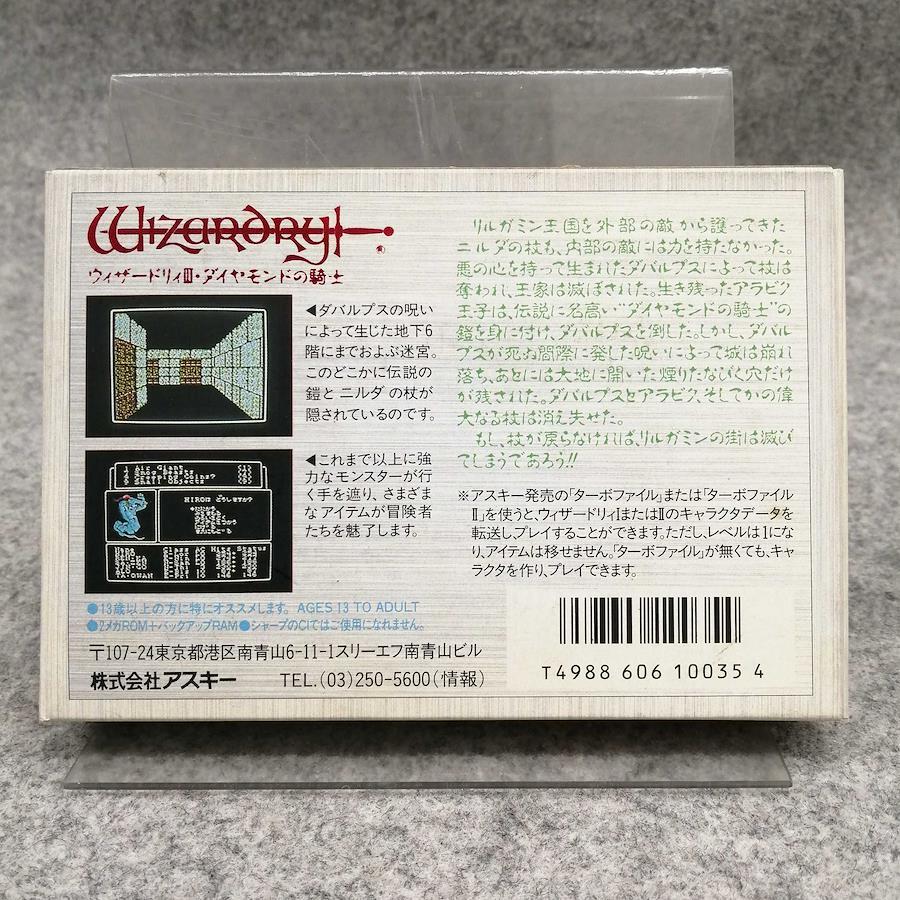 Wizardry
ウィザードリィⅢ・ダイヤモンドの騎士
◀ダバルプスの呪い
によって生じた地下6
階にまでおよぶ迷宮。
このどこかに伝説の
鎧とニルダの杖が
隠されているのです。
◀これまで以上に強
力なモンスターが行
く手を遮り、さまざま
なアイテムが冒険者
たちを魅了します。
HIROは どうしますか?
●13歳以上の方に特にオススメします。 AGES 13 TO ADULT
●2メガROM+バックアップRAM●シャープのC1ではご使用になれません。
〒107-24東京都港区南青山6-11-1スリーエフ南青山ビル
株式会社アスキー TEL.(03)250-5600(情報)
リルガミン王国を外部の敵から護ってきた
ニルダの杖も、内部の敵には力を持たなかった。
悪の心を持って生まれたダバルプスによって杖は
奪われ、王家は滅ぼされた。生き残ったアラビク
王子は、伝説に名高い“ダイヤモンドの騎士”の
鎧を身に付け、ダバルプスを倒した。しかし、ダバル
プスが死ぬ間際に発した呪いによって城は崩れ
落ち、あとには大地に開いた煙りたなびく穴だけ
が残された。ダバルプスとアラビク、そしてかの偉
大なる杖は消え失せた。
もし、杖が戻らなければ、リルガミンの街は滅び
てしまうであろう!!
※アスキー発売の「ターボファイル」または「ターボファイル
Ⅱ」を使うと、ウィザードリィⅠまたはⅡのキャラクタデータを
転送し、プレイすることができます。ただし、レベルは1にな
り、アイテムは移せません。「ターボファイル」が無くても、キャ
ラクタを作り、プレイできます。
T4988 606 10035 4